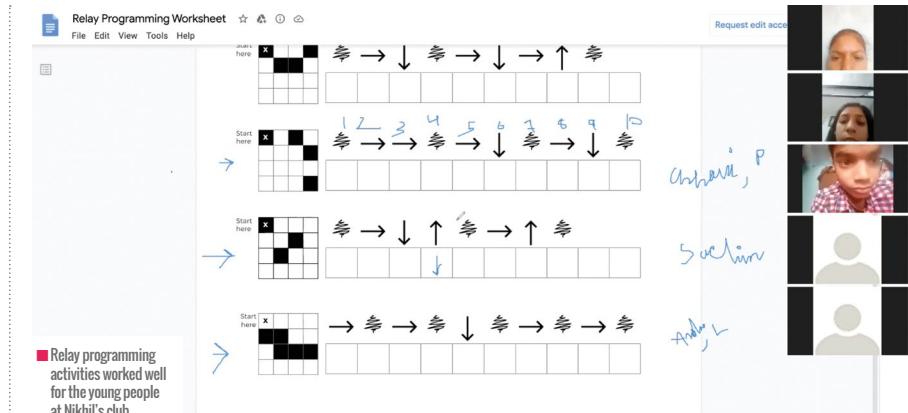 Relay Programming Worksheet
File Edit View Tools Help
Request edit acce
Start
here
x
1 2 3 4 5 6 7 8 9 10
Start
here
x
Start
here
x
Start
here
x
Relay programming
activities worked well
for the young people
at Nikhil's club